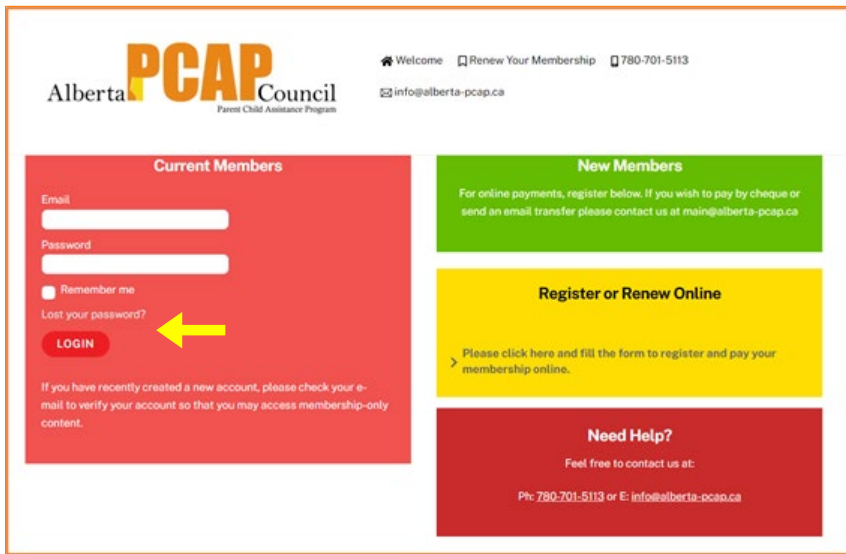 Alberta PCAP Council
Parent Child Assistance Program
Welcome Renew Your Membership 780-701-5113
info@alberta-pcap.ca
Current Members
Email
Password
Remember me
Lost your password?
LOGIN
If you have recently created a new account, please check your e-
mail to verify your account so that you may access membership-only
content.
New Members
For online payments, register below. If you wish to pay by cheque or
send an email transfer please contact us at main@alberta-pcap.ca
Register or Renew Online
Please click here and fill the form to register and pay your
membership online.
Need Help?
Feel free to contact us at:
Ph: 780-701-5113 or E: info@alberta-pcap.ca